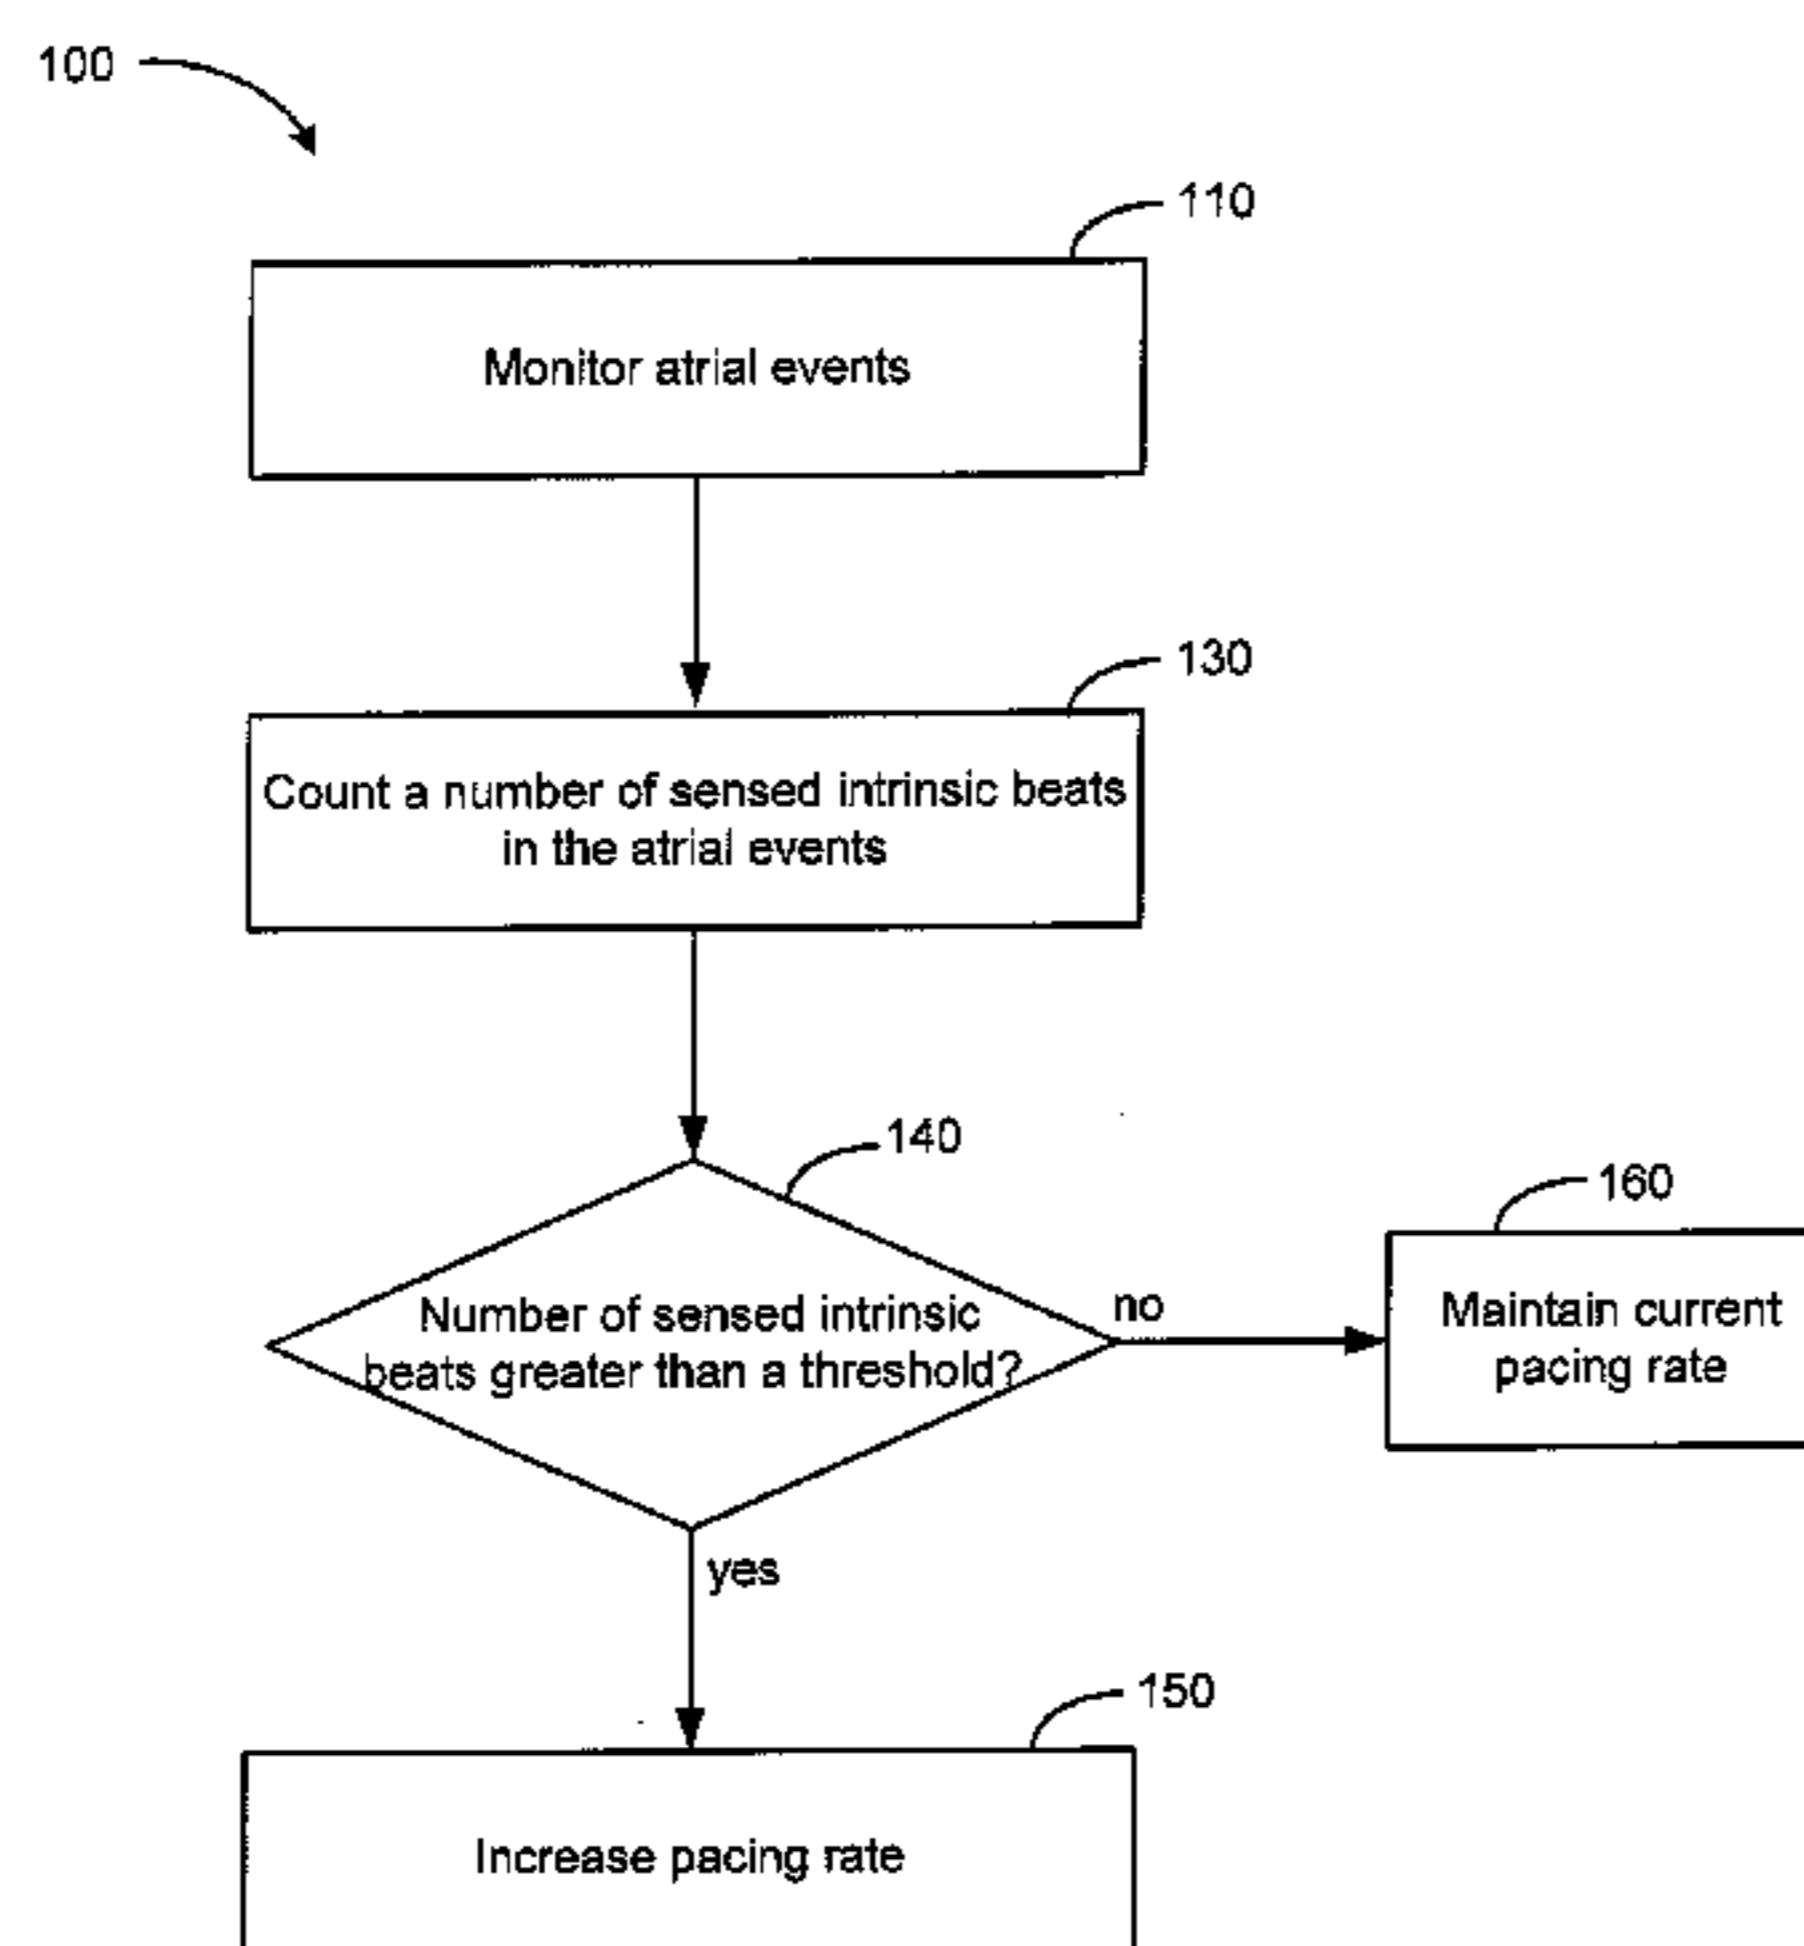 100
110
Monitor atrial events
130
Count a number of sensed intrinsic beats
in the atrial events
140
160
Number of sensed intrinsic
beats greater than a threshold?
no
Maintain current
pacing rate
yes
150
Increase pacing rate